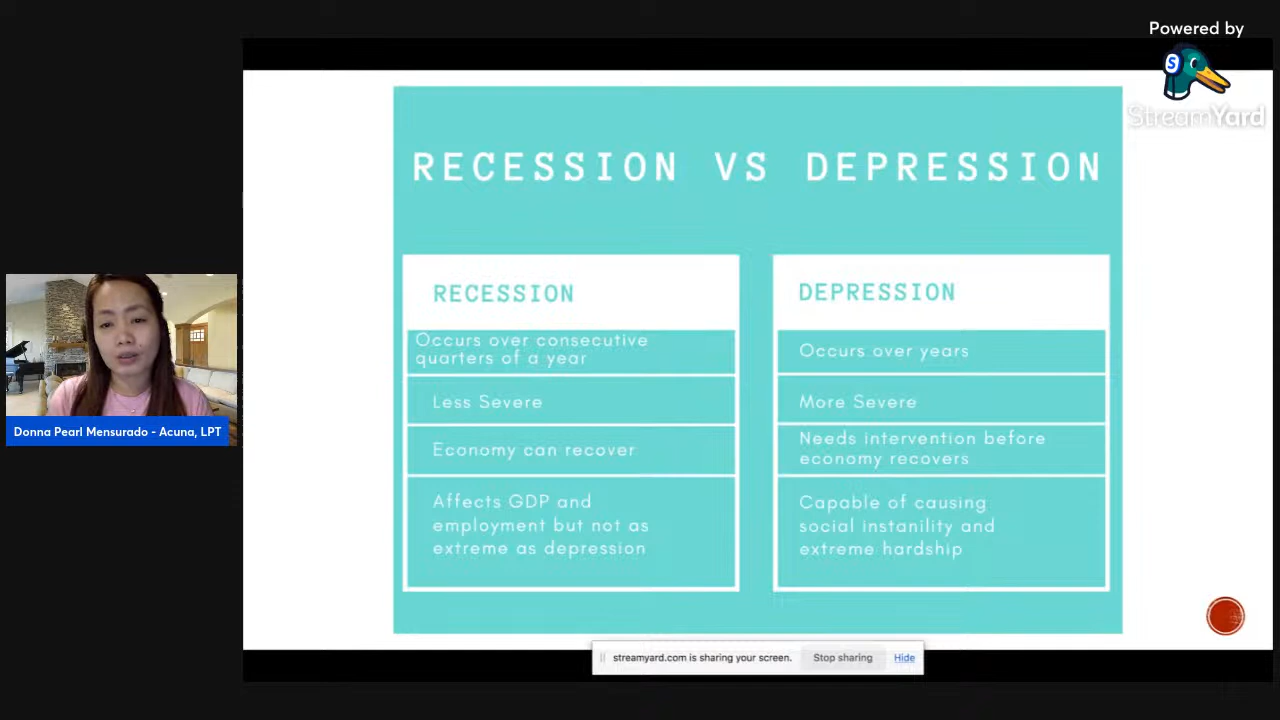 Powered by
S
StreamYard
RECESSION VS DEPRESSION
RECESSION
Occurs over consecutive
quarters of a year
Less Severe
Economy can recover
Affects GDP and
employment but not as
extreme as depression
DEPRESSION
Occurs over years
More Severe
Needs intervention before
economy recovers
Capable of causing
social instanility and
extreme hardship
Donna Pearl Mensurado - Acuna, LPT
streamyard.com is sharing your screen.
Stop sharing
Hide